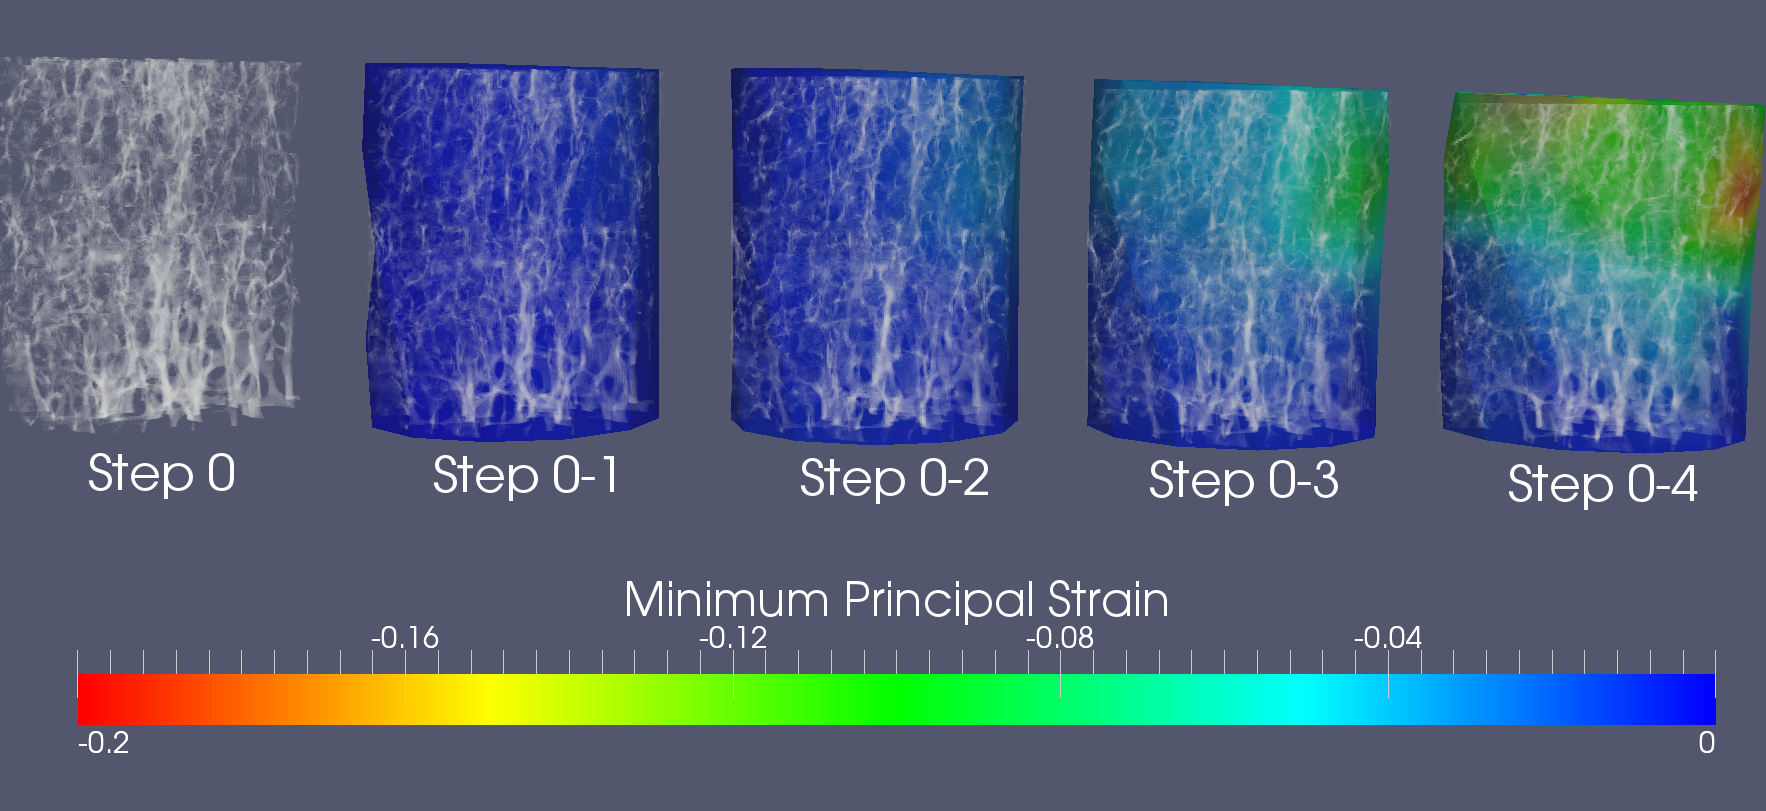 Step 0
Step 0-1
Step 0-2
Step 0-3
Step 0-4
Minimum Principal Strain
-0.16 -0.12 -0.08 -0.04
-0.2 0